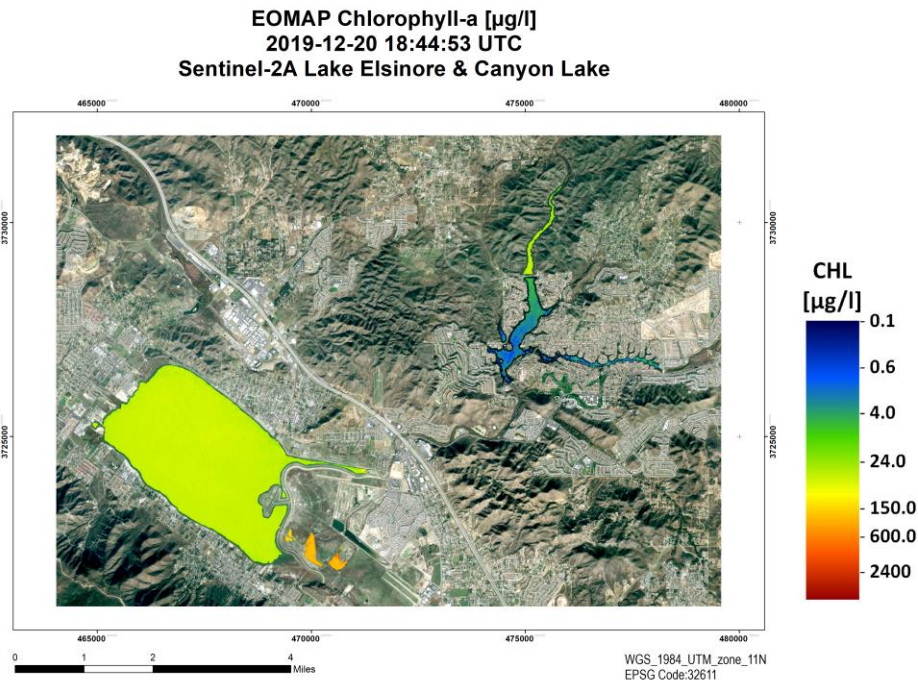 EOMAP Chlorophyll-a [µg/l]
2019-12-20 18:44:53 UTC
Sentinel-2A Lake Elsinore & Canyon Lake
465000 470000 475000 480000
3730000 3730000
3725000 3725000
CHL
[µg/l]
0.1
0.6
4.0
24.0
150.0
600.0
2400
465000 470000 475000 480000
0 1 2 4
Miles
WGS_1984_UTM_zone_11N
EPSG Code:32611